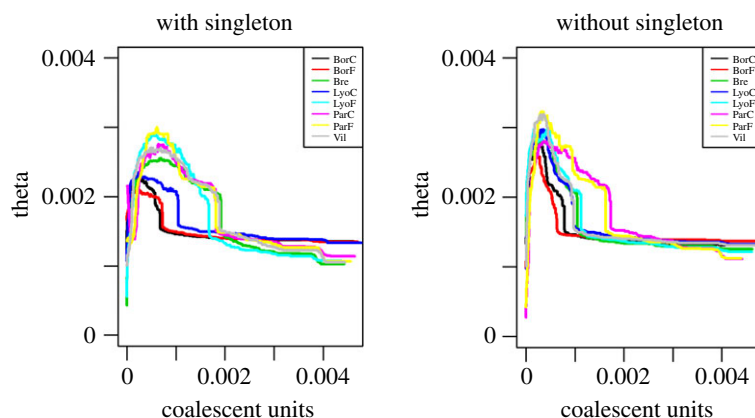 with singleton
0.004
0.002
0
theta
BorC
BorF
Bre
LyoC
LyoF
ParC
ParF
Vil
0
0.002
0.004
coalescent units
without singleton
0.004
0.002
0
theta
BorC
BorF
Bre
LyoC
LyoF
ParC
ParF
Vil
0
0.002
0.004
coalescent units